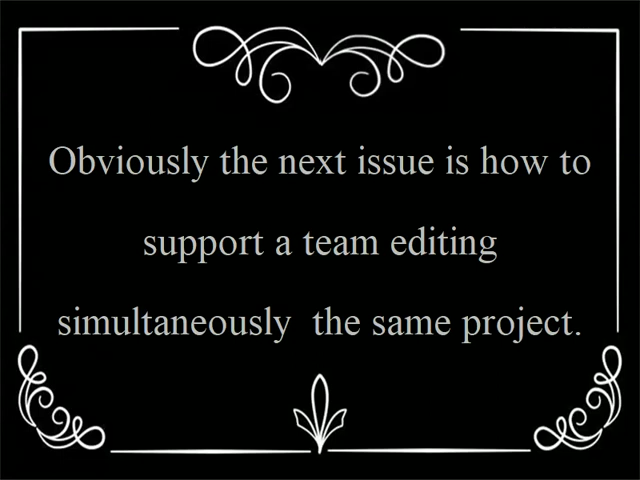 Obviously the next issue is how to
support a team editing
simultaneously  the same project.